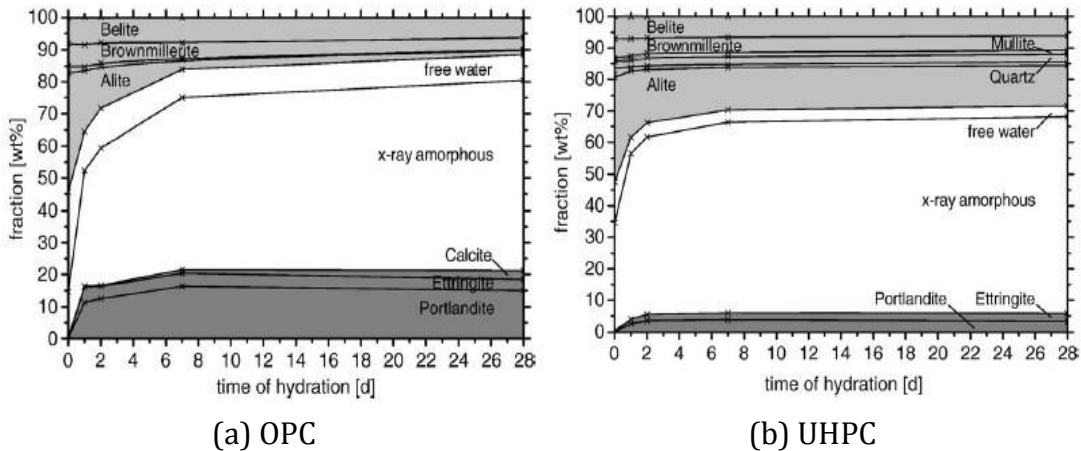 100
90
80
70
60
50
40
30
20
10
0
fraction [wt%]
Belite
Brownmillerite
Alite
free water
x-ray amorphous
Calcite
Ettringite
Portlandite
0 2 4 6 8 10 12 14 16 18 20 22 24 26 28
time of hydration [d]
(a) OPC
100
90
80
70
60
50
40
30
20
10
0
fraction [wt%]
Belite
Brownmillenite
Mullite
Alite
Quartz
free water
x-ray amorphous
Portlandite
Ettringite
0 2 4 6 8 10 12 14 16 18 20 22 24 26 28
time of hydration [d]
(b) UHPC